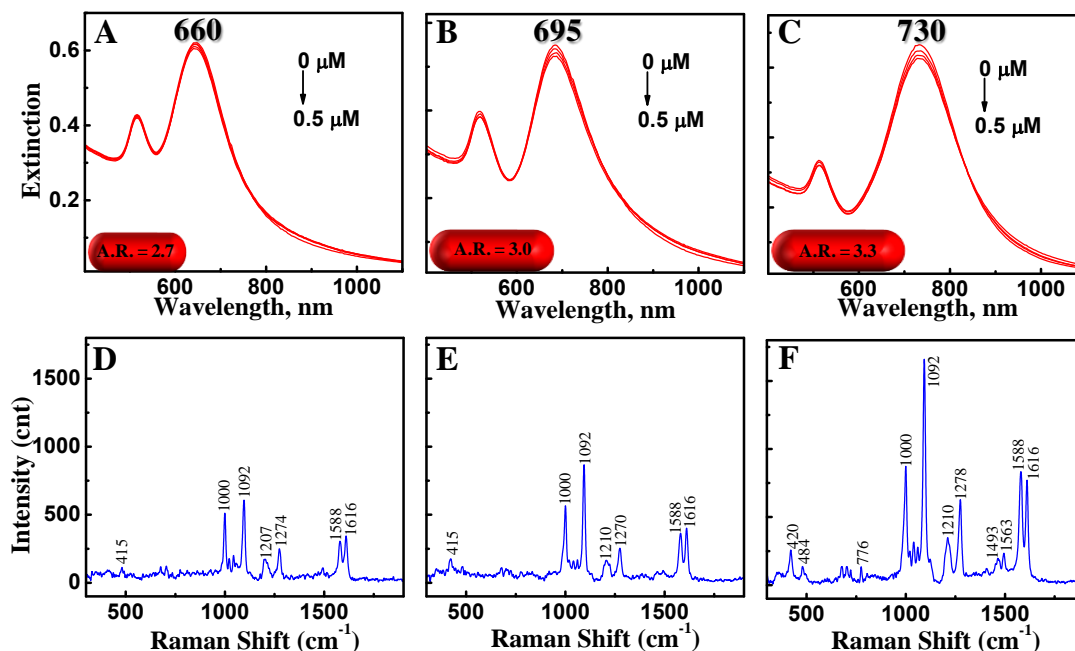 A
660
0 μM
0.5 μM
A.R. = 2.7
Extinction
0.6
0.4
0.2
600 800 1000
Wavelength, nm
B
695
0 μM
0.5 μM
A.R. = 3.0
600 800 1000
Wavelength, nm
C
730
0 μM
0.5 μM
A.R. = 3.3
600 800 1000
Wavelength, nm
D
Intensity (cnt)
1500
1000
500
0
415
1000
1092
1207
1274
1588
1616
500 1000 1500
Raman Shift (cm-1)
E
415
1000
1092
1210
1270
1588
1616
500 1000 1500
Raman Shift (cm-1)
F
420
484
776
1000
1092
1210
1278
1493
1563
1588
1616
500 1000 1500
Raman Shift (cm-1)